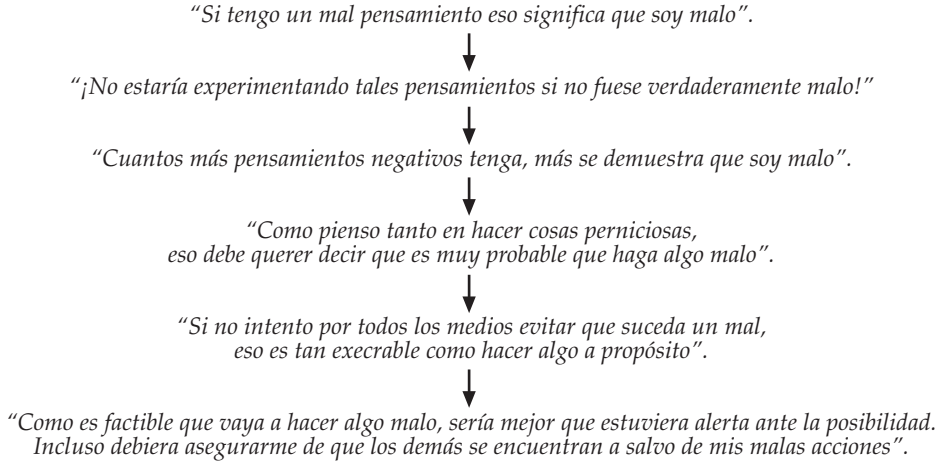 “Si tengo un mal pensamiento eso significa que soy malo”.
“¡No estaría experimentando tales pensamientos si no fuese verdaderamente malo!”
“Cuantos más pensamientos negativos tenga, más se demuestra que soy malo”.
“Como pienso tanto en hacer cosas perniciosas,
eso debe querer decir que es muy probable que haga algo malo”.
“Si no intento por todos los medios evitar que suceda un mal,
eso es tan execrable como hacer algo a propósito”.
“Como es factible que vaya a hacer algo malo, sería mejor que estuviera alerta ante la posibilidad.
Incluso debiera asegurarme de que los demás se encuentran a salvo de mis malas acciones”.